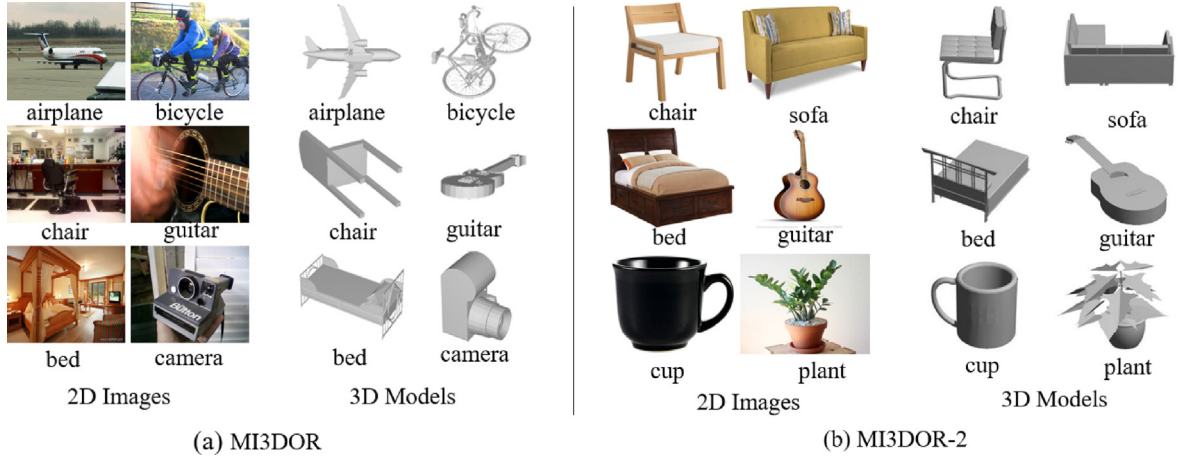 airplane bicycle airplane bicycle
chair sofa chair sofa
chair guitar chair guitar
bed guitar bed guitar
bed camera bed camera
cup plant cup plant
2D Images 3D Models
2D Images 3D Models
(a) MI3DOR
(b) MI3DOR-2